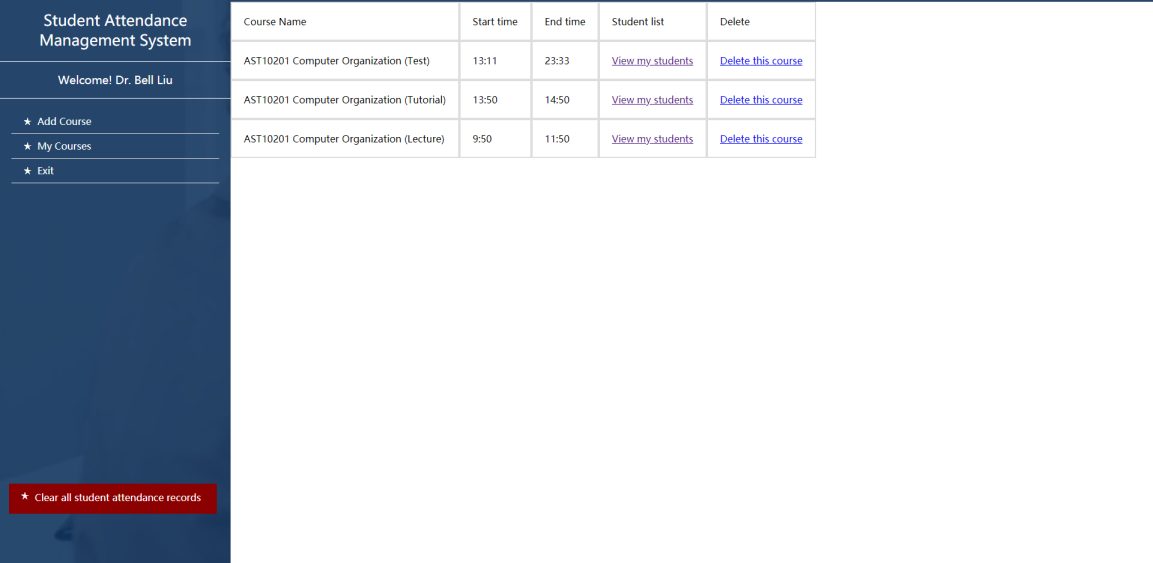 Student Attendance
Management System
Welcome! Dr. Bell Liu
★ Add Course
★ My Courses
★ Exit
★ Clear all student attendance records
Course Name Start time End time Student list Delete
AST10201 Computer Organization (Test) 13:11 23:33 View my students Delete this course
AST10201 Computer Organization (Tutorial) 13:50 14:50 View my students Delete this course
AST10201 Computer Organization (Lecture) 9:50 11:50 View my students Delete this course